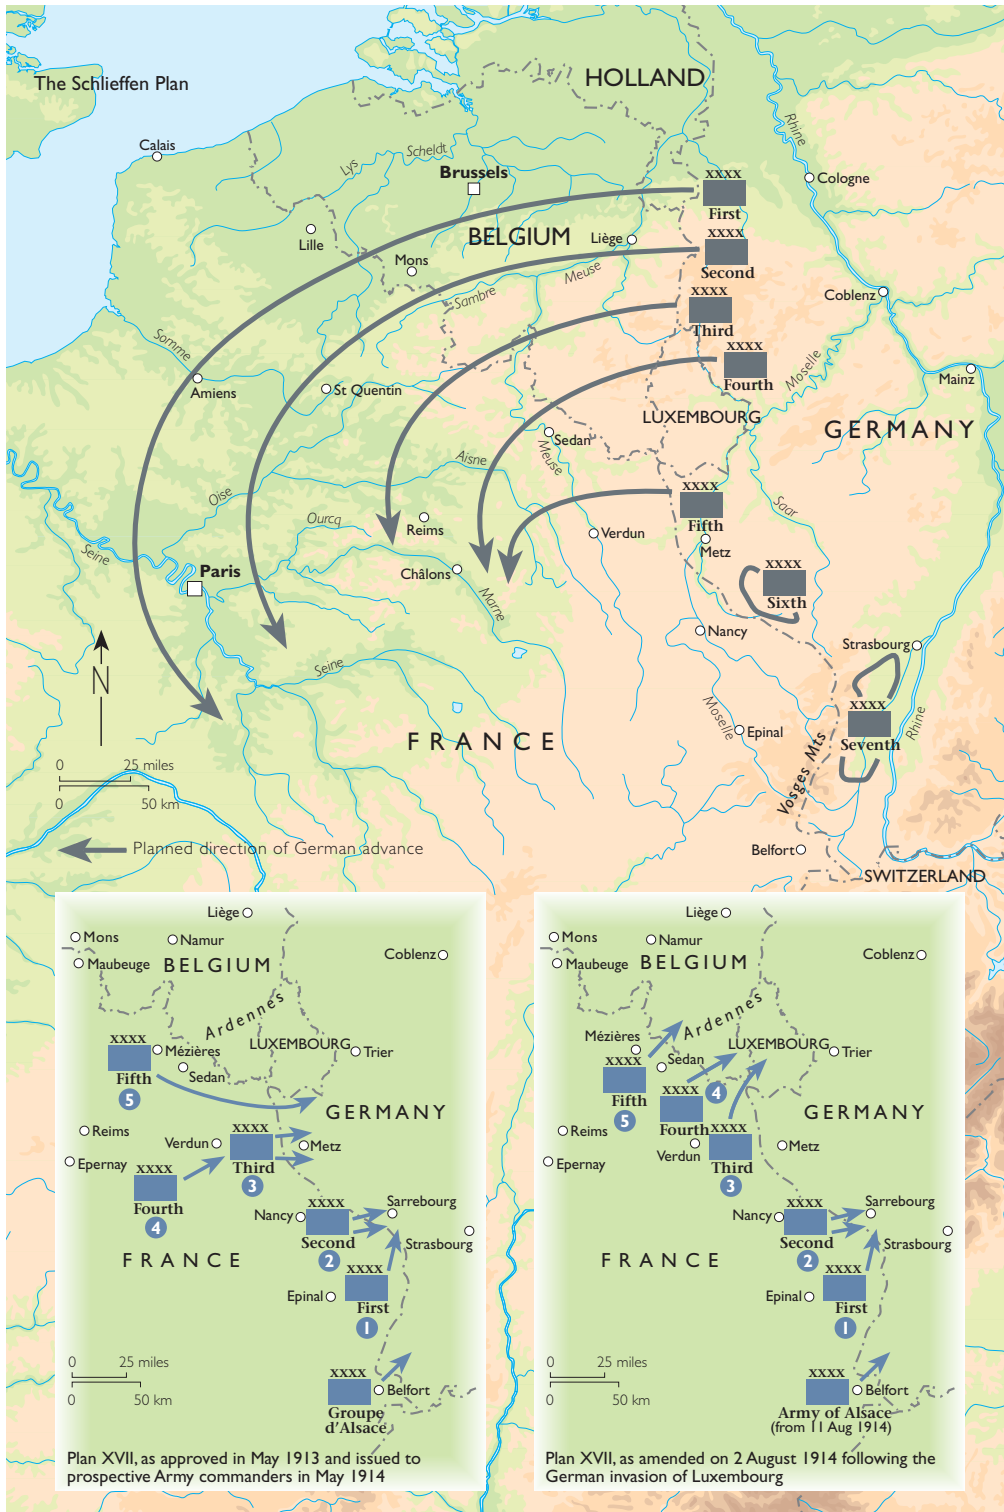 The Schlieffen Plan
HOLLAND
Calais
Lys
Scheldt
Brussels
Rhine
Cologne
xxxx
First
Lille
BELGIUM
Liège
xxxx
Second
Mons
Sambre
Meuse
Coblenz
xxxx
Third
Somme
Amiens
St Quentin
xxxx
Fourth
Moselle
Mainz
LUXEMBOURG
GERMANY
Sedan
Meuse
Aisne
Oise
Ourcq
Reims
Verdun
xxxx
Fifth
Metz
Saar
Seine
Paris
Châlons
Marne
xxxx
Sixth
Nancy
Strasbourg
N
Seine
Moselle
Epinal
xxxx
Seventh
Rhine
FRANCE
Vosges Mts
0 25 miles
0 50 km
Planned direction of German advance
Belfort
SWITZERLAND
Liège
Mons
Namur
Maubeuge
BELGIUM
Coblenz
Ardennes
xxxx
Fifth
5
Mézières
Sedan
LUXEMBOURG
Trier
GERMANY
Reims
Verdun
xxxx
Third
3
Metz
Epernay
xxxx
Fourth
4
Nancy
xxxx
Second
2
Sarrebourg
Strasbourg
FRANCE
Epinal
xxxx
First
1
0 25 miles
0 50 km
xxxx
Groupe
d'Alsace
Belfort
Plan XVII, as approved in May 1913 and issued to
prospective Army commanders in May 1914
Liège
Mons
Namur
Maubeuge
BELGIUM
Coblenz
Ardennes
Mézières
xxxx
Fifth
5
Sedan
LUXEMBOURG
Trier
4
xxxx
Fourth
GERMANY
Reims
Verdun
xxxx
Third
3
Metz
Epernay
Nancy
xxxx
Second
2
Sarrebourg
Strasbourg
FRANCE
Epinal
xxxx
First
1
0 25 miles
0 50 km
xxxx
Army of Alsace
(from 11 Aug 1914)
Belfort
Plan XVII, as amended on 2 August 1914 following the
German invasion of Luxembourg